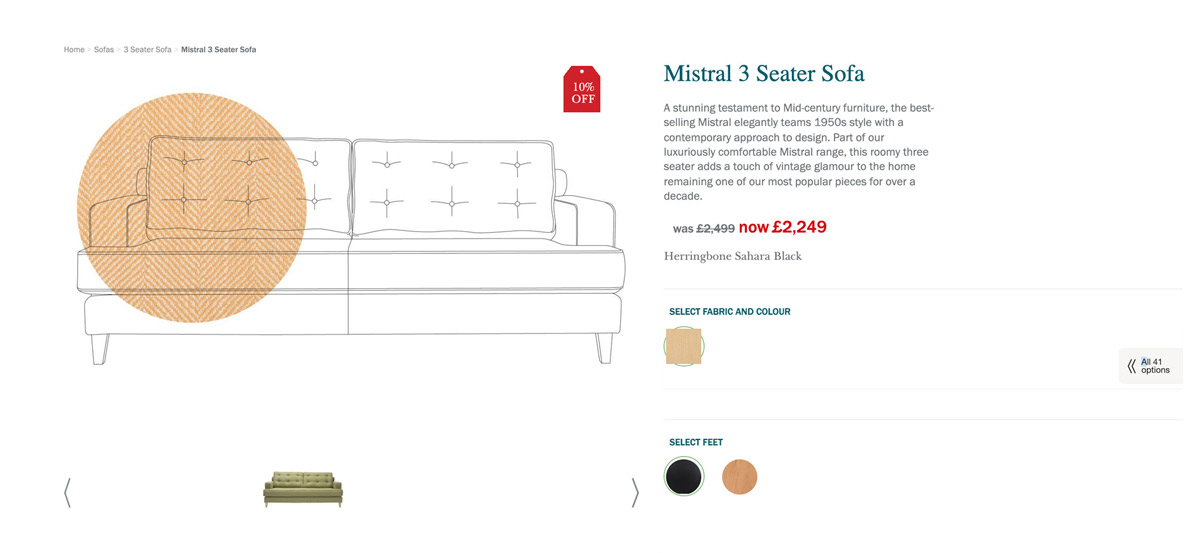 Home > Sofas > 3 Seater Sofa > Mistral 3 Seater Sofa
10%
OFF
Mistral 3 Seater Sofa
A stunning testament to Mid-century furniture, the best-
selling Mistral elegantly teams 1950s style with a
contemporary approach to design. Part of our
luxuriously comfortable Mistral range, this roomy three
seater adds a touch of vintage glamour to the home
remaining one of our most popular pieces for over a
decade.
was £2,499 now £2,249
Herringbone Sahara Black
SELECT FABRIC AND COLOUR
All 41
options
SELECT FEET